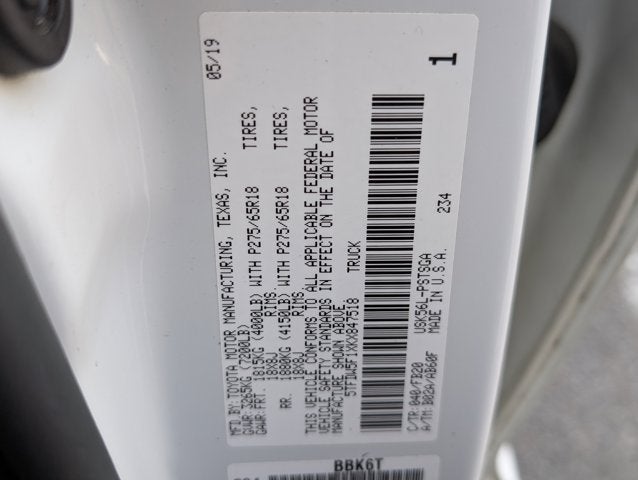 MFD.BY:TOYOTA MOTOR MANUFACTURING, TEXAS, INC. 05/19
GVWR:3265KG (7200LB)
GAWR:FRT. 1815KG (4000LB) WITH P275/65R18 TIRES,
18X8J RIMS.
RR. 1880KG (4150LB) WITH P275/65R18 TIRES,
18X8J RIMS.
THIS VEHICLE CONFORMS TO ALL APPLICABLE FEDERAL MOTOR
VEHICLE SAFETY STANDARDS IN EFFECT ON THE DATE OF
MANUFACTURE SHOWN ABOVE.
TRUCK
C/TR:040/FB20 USK56L-PSTSGA 234
A/TM:B02A/AB60F MADE IN U.S.A.
1
BBK6T